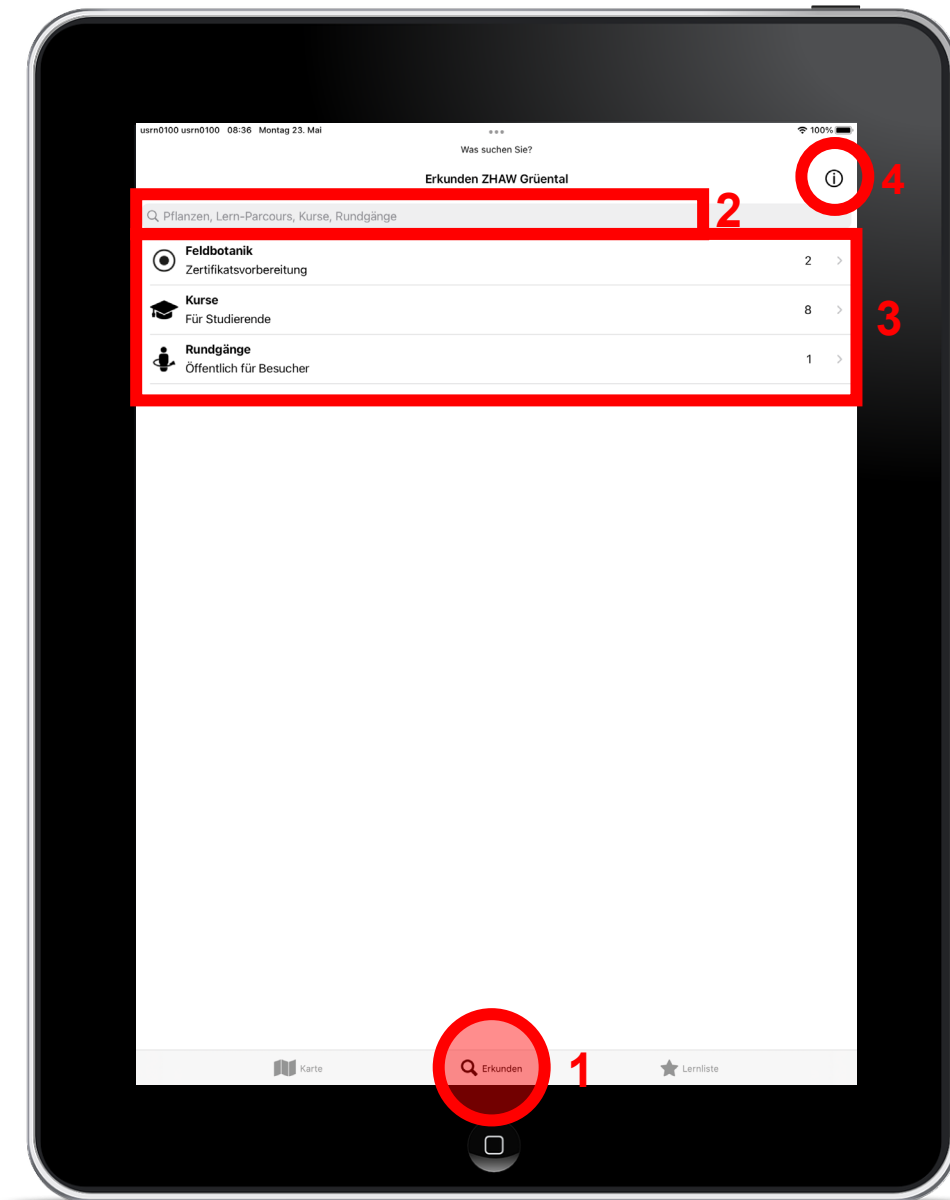 usrn0100 usrn0100 08:36 Montag 23. Mai
100%
Was suchen Sie?
Erkunden ZHAW Grüental
4
Pflanzen, Lern-Parcours, Kurse, Rundgänge
2
Feldbotanik
Zertifikatsvorbereitung
2
Kurse
Für Studierende
8
3
Rundgänge
Öffentlich für Besucher
1
Karte
Erkunden
1
Lernliste